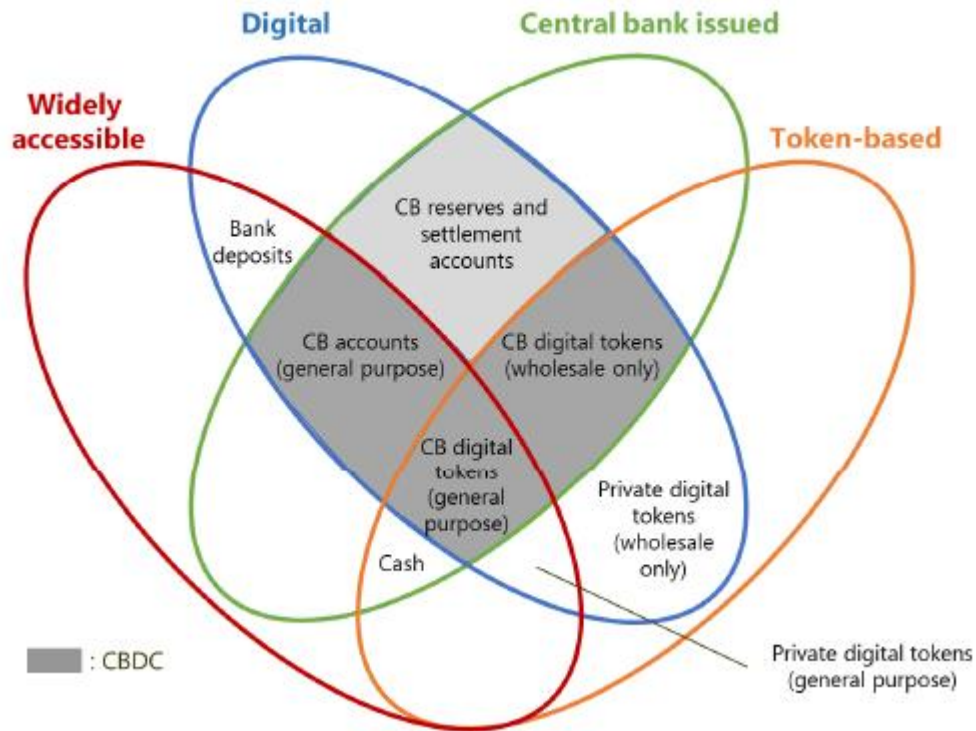 Digital
Central bank issued
Widely
accessible
Token-based
Bank
deposits
CB reserves and
settlement
accounts
CB accounts
(general purpose)
CB digital tokens
(wholesale only)
CB digital
tokens
(general
purpose)
Private digital
tokens
(wholesale
only)
Cash
: CBDC
Private digital tokens
(general purpose)